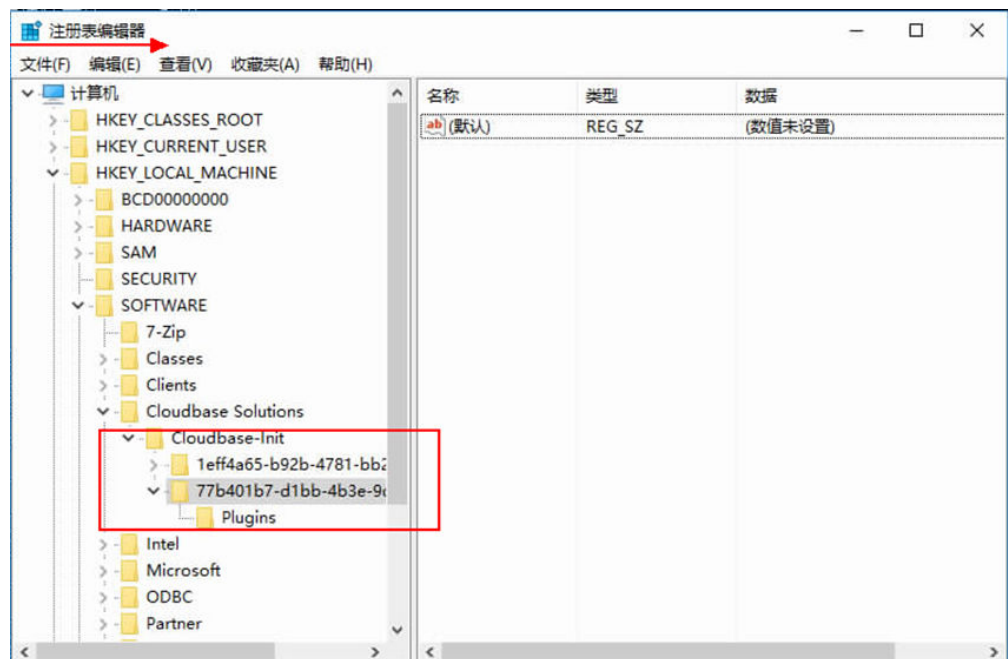 注册表编辑器
文件(F) 编辑(E) 查看(V) 收藏夹(A) 帮助(H)
计算机
HKEY_CLASSES_ROOT
HKEY_CURRENT_USER
HKEY_LOCAL_MACHINE
BCD00000000
HARDWARE
SAM
SECURITY
SOFTWARE
7-Zip
Classes
Clients
Cloudbase Solutions
Cloudbase-Init
1eff4a65-b92b-4781-bb2
77b401b7-d1bb-4b3e-9
Plugins
Intel
Microsoft
ODBC
Partner
名称 类型 数据
ab (默认) REG_SZ (数值未设置)